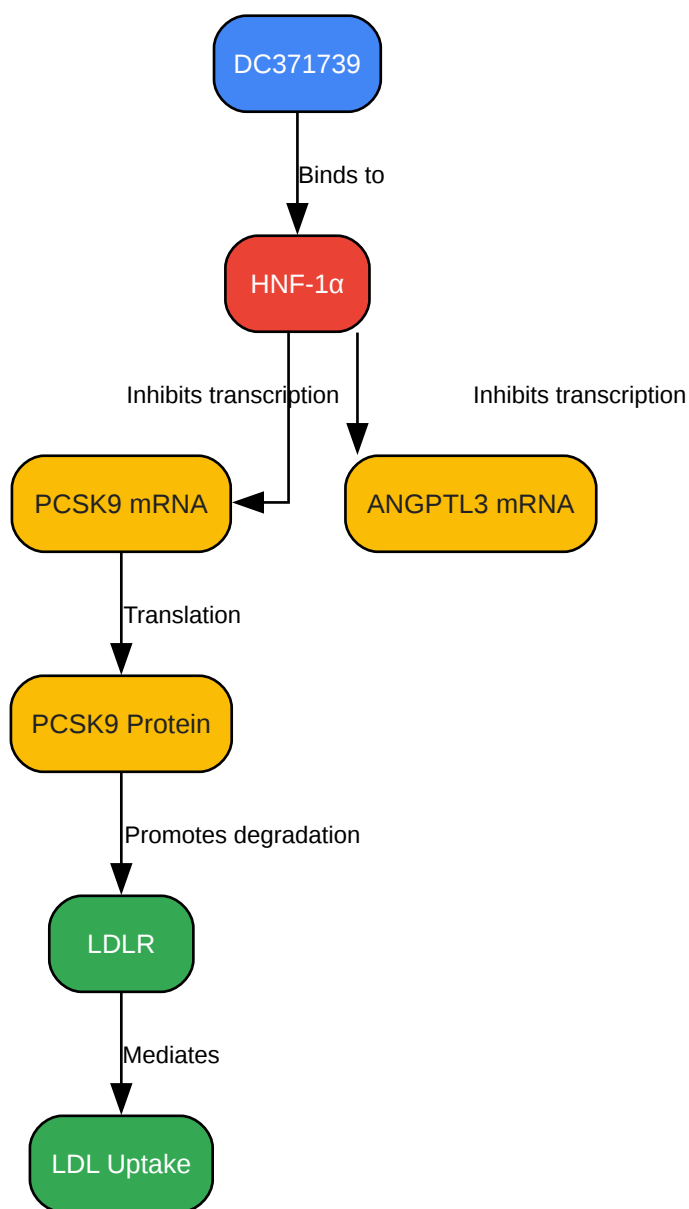 DC371739
Binds to
HNF-1α
Inhibits transcription
Inhibits transcription
PCSK9 mRNA
ANGPTL3 mRNA
Translation
PCSK9 Protein
Promotes degradation
LDLR
Mediates
LDL Uptake